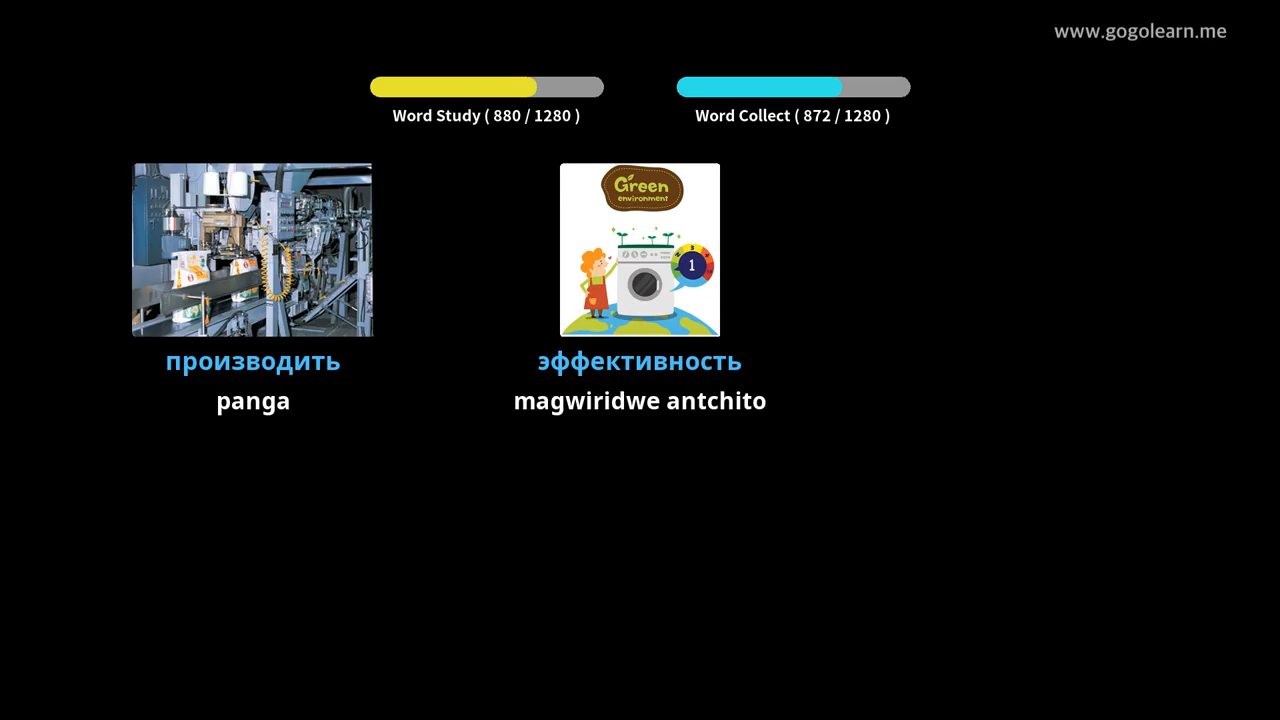 www.gogolearn.me
Word Study ( 880 / 1280 )
Word Collect ( 872 / 1280 )
Green
environment
1
производить
panga
эффективность
magwiridwe antchito